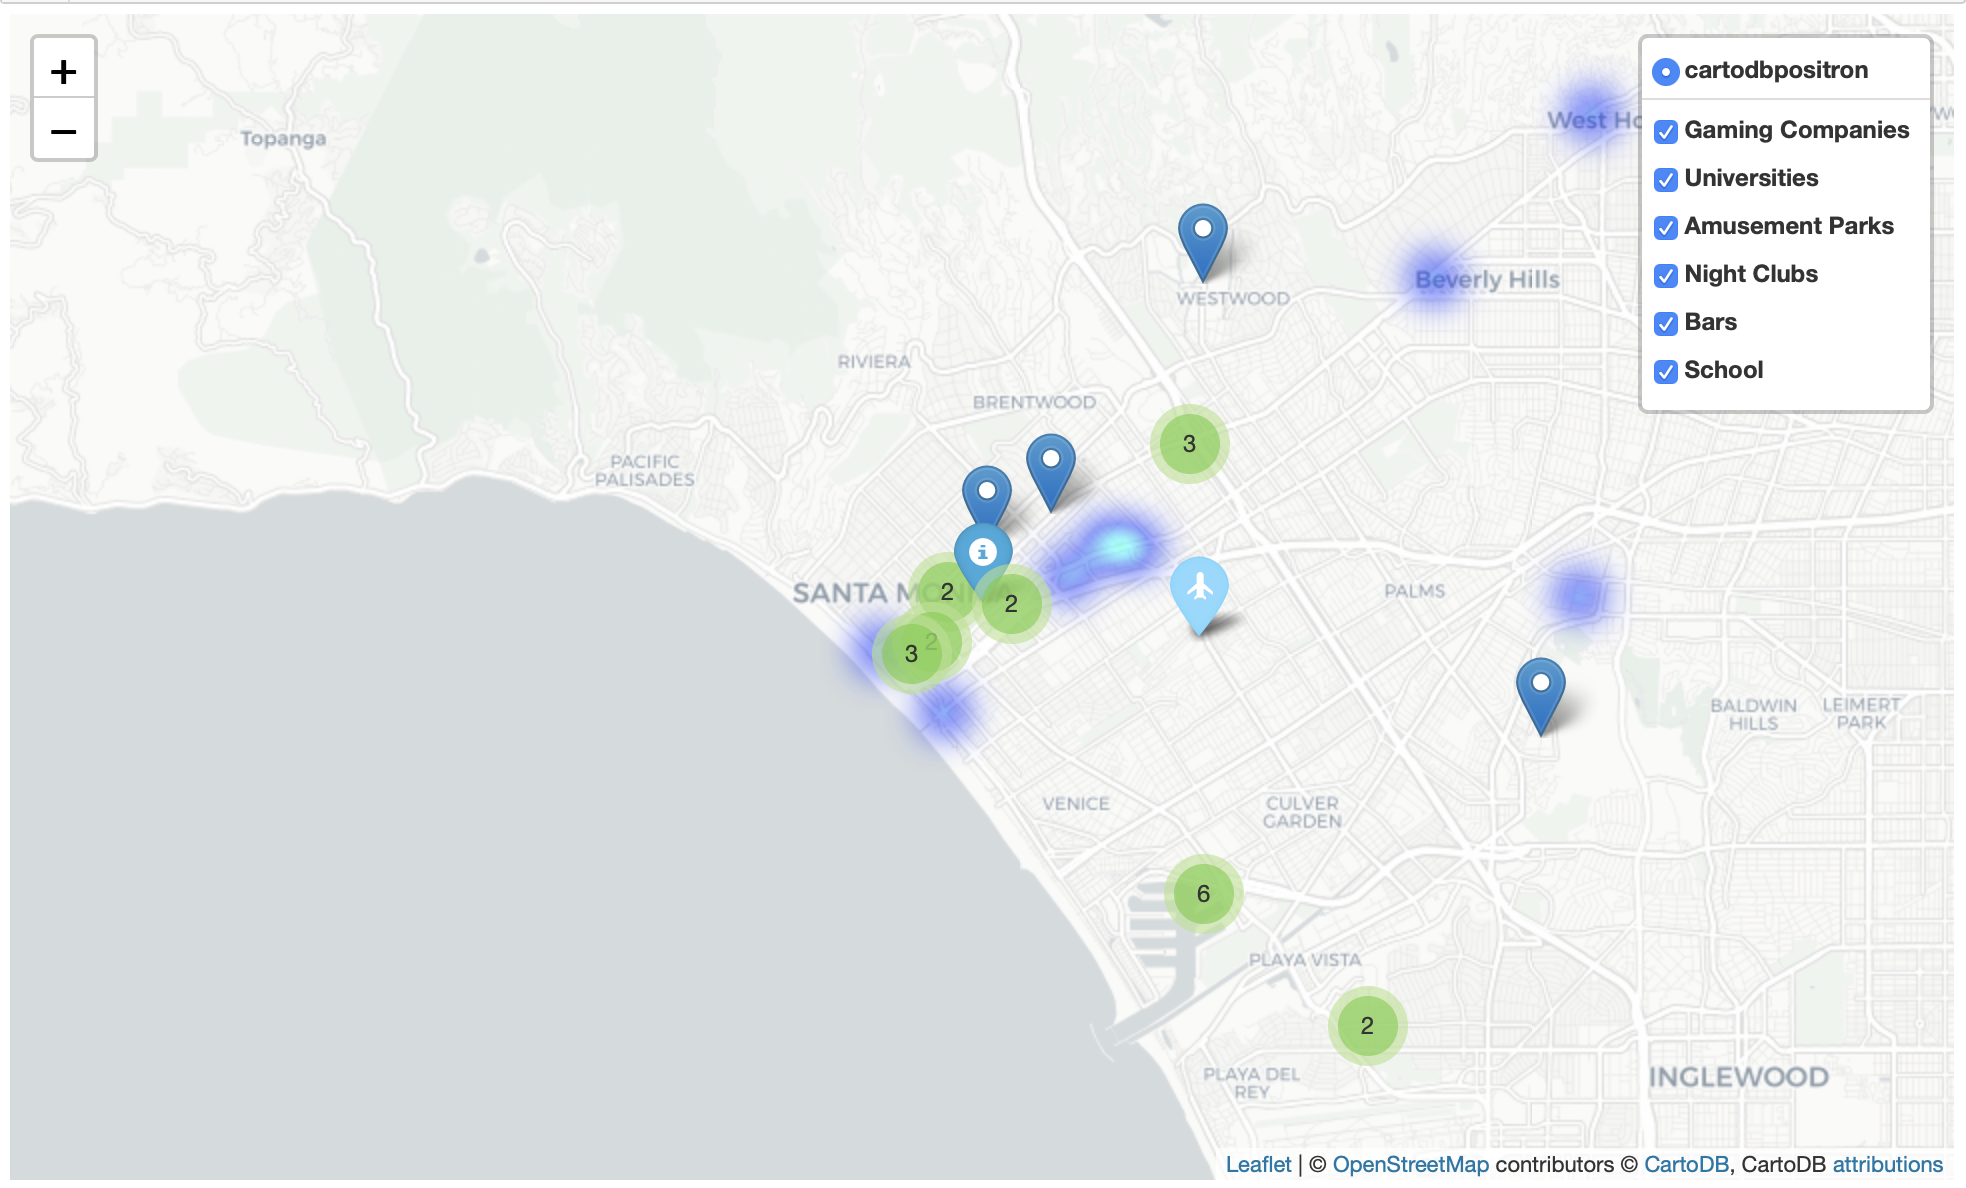 +
−
cartodbpositron
Gaming Companies
Universities
Amusement Parks
Night Clubs
Bars
School
Topanga
West Ho
Beverly Hills
WESTWOOD
RIVIERA
BRENTWOOD
3
PACIFIC
PALISADES
i
SANTA MON
2
2
2
3
PALMS
BALDWIN
HILLS
LEIMERT
PARK
VENICE
CULVER
GARDEN
6
PLAYA VISTA
2
PLAYA DEL
REY
INGLEWOOD
Leaflet | © OpenStreetMap contributors © CartoDB, CartoDB attributions